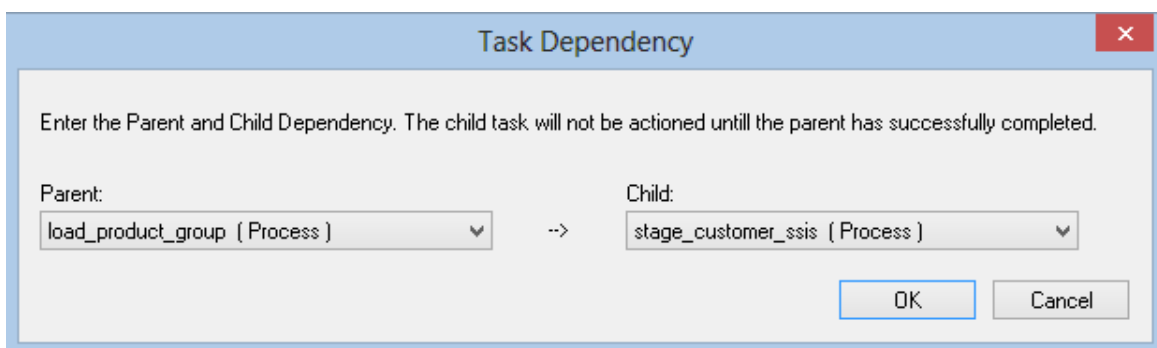 Task Dependency
Enter the Parent and Child Dependency. The child task will not be actioned untill the parent has successfully completed.
Parent:
Child:
load_product_group ( Process )
-->
stage_customer_ssis ( Process )
OK
Cancel